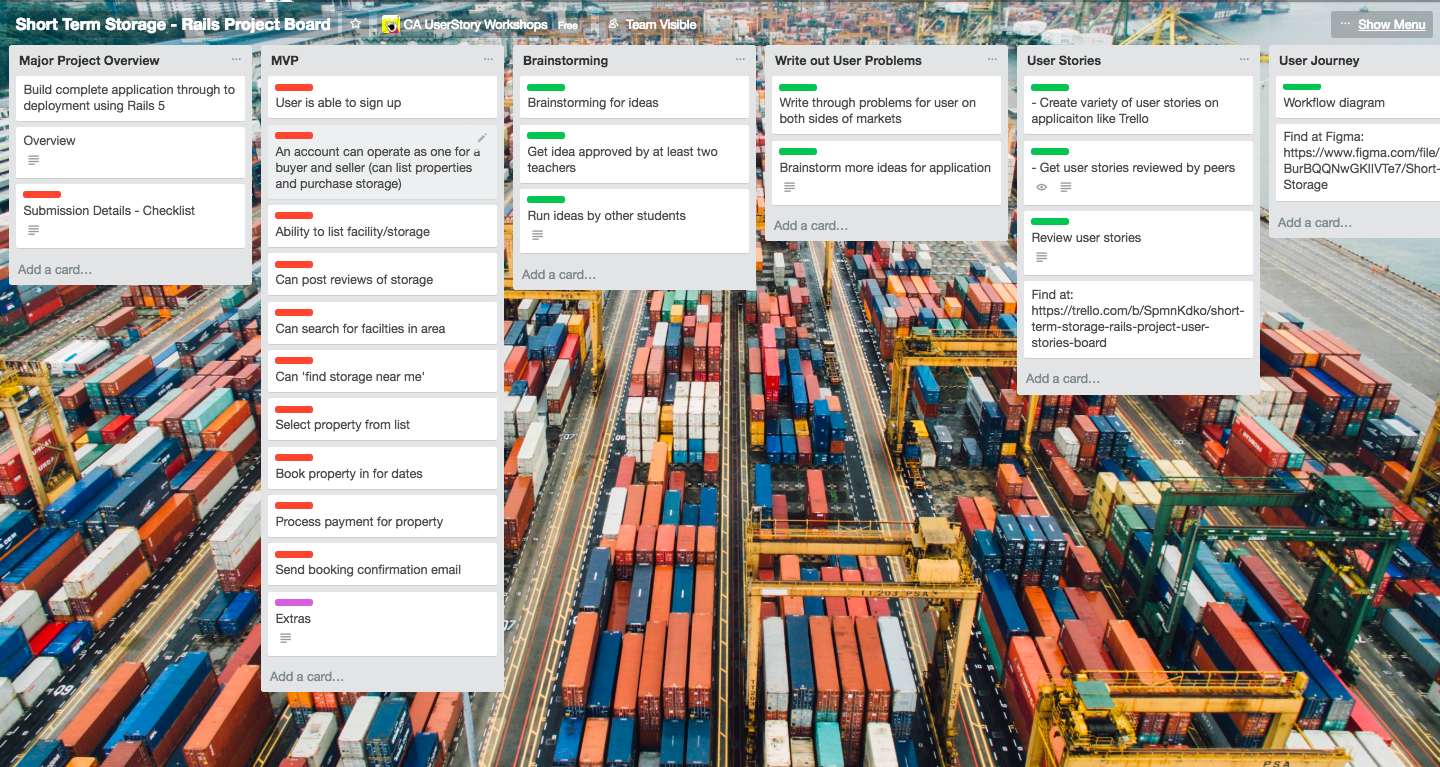 Short Term Storage - Rails Project Board
CA UserStory Workshops
Free
Team Visible
Show Menu
Major Project Overview
Build complete application through to
deployment using Rails 5
Overview
Submission Details - Checklist
Add a card...
MVP
User is able to sign up
An account can operate as one for a
buyer and seller (can list properties
and purchase storage)
Ability to list facility/storage
Can post reviews of storage
Can search for facilties in area
Can 'find storage near me'
Select property from list
Book property in for dates
Process payment for property
Send booking confirmation email
Extras
Add a card...
Brainstorming
Brainstorming for ideas
Get idea approved by at least two
teachers
Run ideas by other students
Add a card...
Write out User Problems
Write through problems for user on
both sides of markets
Brainstorm more ideas for application
Add a card...
User Stories
- Create variety of user stories on
applicaiton like Trello
- Get user stories reviewed by peers
Review user stories
Find at:
https://trello.com/b/SpmnKdko/short-
term-storage-rails-project-user-
stories-board
Add a card...
User Journey
Workflow diagram
Find at Figma:
https://www.figma.com/file/
BurBQQNwGKIIVTe7/Short-
Storage
Add a card...
TT203 PSA
PSA